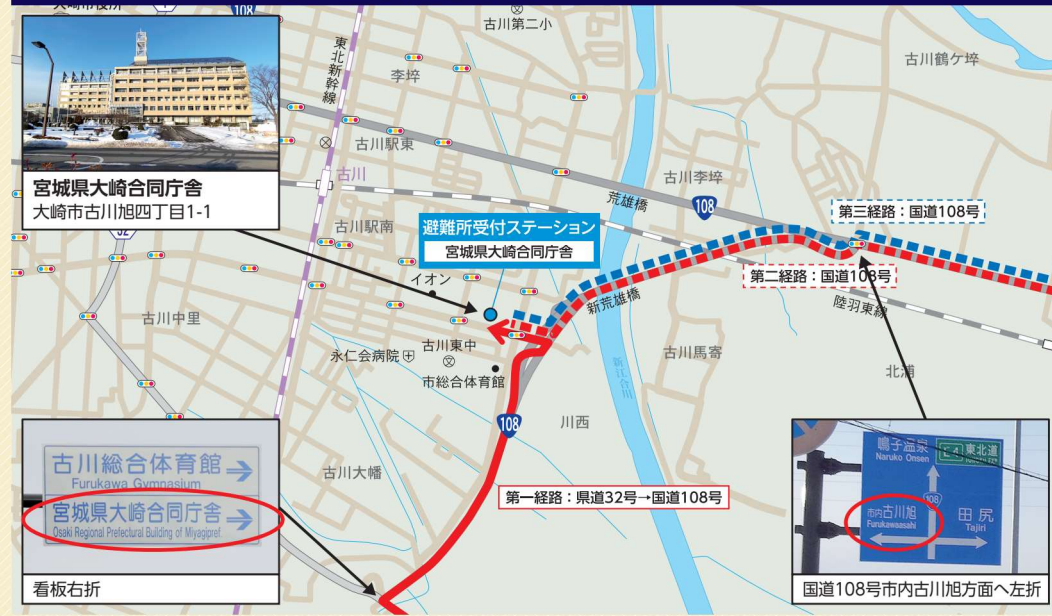 108
古川第二小
古川鶴ケ埣
東北新幹線
李埣
古川駅東
古川
古川李埣
荒雄橋
108
第三経路：国道108号
宮城県大崎合同庁舎
大崎市古川旭四丁目1-1
古川駅南
避難所受付ステーション
宮城県大崎合同庁舎
第二経路：国道108号
イオン
新荒雄橋
陸羽東線
古川中里
永仁会病院
古川東中
市総合体育館
古川馬寄
新江合川
北浦
108
川西
古川大幡
第一経路：県道32号→国道108号
古川総合体育館→
Furukawa Gymnasium
宮城県大崎合同庁舎→
Osaki Regional Prefectural Building of Miyagipref.
看板右折
鳴子温泉
Naruko Onsen
E4 東北道
108
市内古川旭
Furukawaasahi
田尻
Tajiri
国道108号市内古川旭方面へ左折